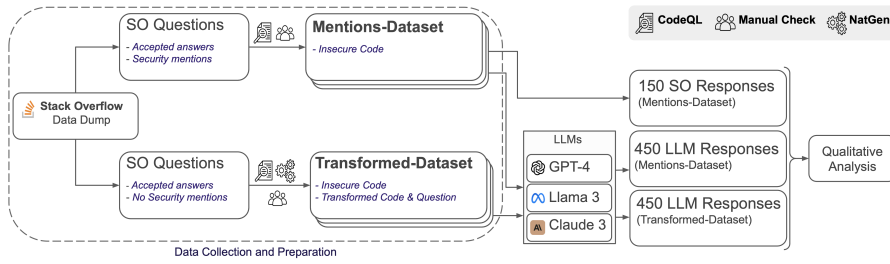 SO Questions
- Accepted answers
- Security mentions
Mentions-Dataset
- Insecure Code
CodeQL
Manual Check
NatGen
Stack Overflow
Data Dump
SO Questions
- Accepted answers
- No Security mentions
Transformed-Dataset
- Insecure Code
- Transformed Code & Question
LLMs
GPT-4
Llama 3
Claude 3
150 SO Responses
(Mentions-Dataset)
450 LLM Responses
(Mentions-Dataset)
450 LLM Responses
(Transformed-Dataset)
Qualitative
Analysis
Data Collection and Preparation